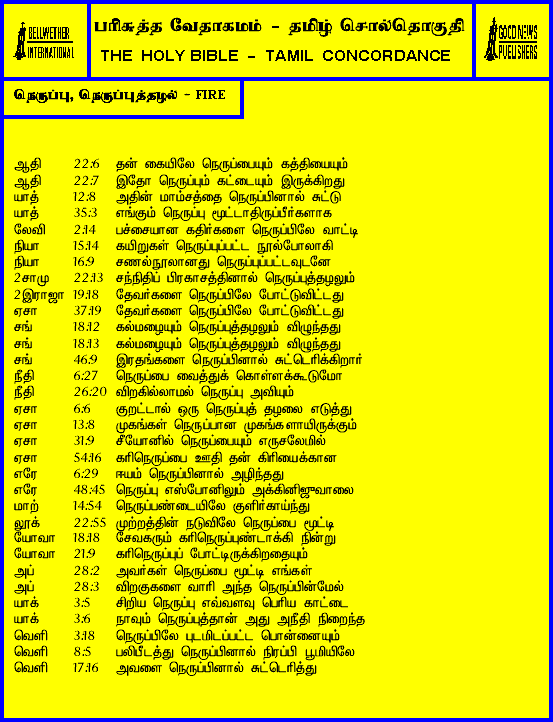 BELLWETHER INTERNATIONAL
பரிசுத்த வேதாகமம் – தமிழ் சொல்தொகுதி
THE HOLY BIBLE – TAMIL CONCORDANCE
GOOD NEWS PUBLISHERS
நெருப்பு, நெருப்புத்தழல் – FIRE
ஆதி 22:6 தன் கையிலே நெருப்பையும் கத்தியையும்
ஆதி 22:7 இதோ நெருப்பும் கட்டையும் இருக்கிறது
யாத் 12:8 அதின் மாம்சத்தை நெருப்பினால் சுட்டு
யாத் 35:3 எங்கும் நெருப்பு மூட்டாதிருப்பீர்களாக
லேவி 2:14 பச்சையான கதிர்களை நெருப்பிலே வாட்டி
நியா 15:14 கயிறுகள் நெருப்புப்பட்ட நூல்போலாகி
நியா 16:9 சணல்நூலானது நெருப்புப்பட்டவுடனே
2சாமு 22:13 சந்நிதிப் பிரகாசத்தினால் நெருப்புத்தழலும்
2இராஜா 19:18 தேவர்களை நெருப்பிலே போட்டுவிட்டது
ஏசா 37:19 தேவர்களை நெருப்பிலே போட்டுவிட்டது
சங் 18:12 கல்மழையும் நெருப்புத்தழலும் விழுந்தது
சங் 18:13 கல்மழையும் நெருப்புத்தழலும் விழுந்தது
சங் 46:9 இரதங்களை நெருப்பினால் சுட்டெரிக்கிறார்
நீதி 6:27 நெருப்பை வைத்துக் கொள்ளக்கூடுமோ
நீதி 26:20 விறகில்லாமல் நெருப்பு அவியும்
ஏசா 6:6 குறட்டால் ஒரு நெருப்புத் தழலை எடுத்து
ஏசா 13:8 முகங்கள் நெருப்பான முகங்களாயிருக்கும்
ஏசா 31:9 சீயோனில் நெருப்பையும் எருசலேமில்
ஏசா 54:16 கரிநெருப்பை ஊதி தன் கிரியைக்கான
எரே 6:29 ஈயம் நெருப்பினால் அழிந்தது
எரே 48:45 நெருப்பு எஸ்போனிலும் அக்கினிஜுவாலை
மாற் 14:54 நெருப்பண்டையிலே குளிர்காய்ந்து
லூக் 22:55 முற்றத்தின் நடுவிலே நெருப்பை மூட்டி
யோவா 18:18 சேவகரும் கரிநெருப்புண்டாக்கி நின்று
யோவா 21:9 கரிநெருப்புப் போட்டிருக்கிறதையும்
அப் 28:2 அவர்கள் நெருப்பை மூட்டி எங்கள்
அப் 28:3 விறகுகளை வாரி அந்த நெருப்பின்மேல்
யாக் 3:5 சிறிய நெருப்பு எவ்வளவு பெரிய காட்டை
யாக் 3:6 நாவும் நெருப்புத்தான் அது அநீதி நிறைந்த
வெளி 3:18 நெருப்பிலே புடமிடப்பட்ட பொன்னையும்
வெளி 8:5 பலிபீடத்து நெருப்பினால் நிரப்பி பூமியிலே
வெளி 17:16 அவளை நெருப்பினால் சுட்டெரித்து